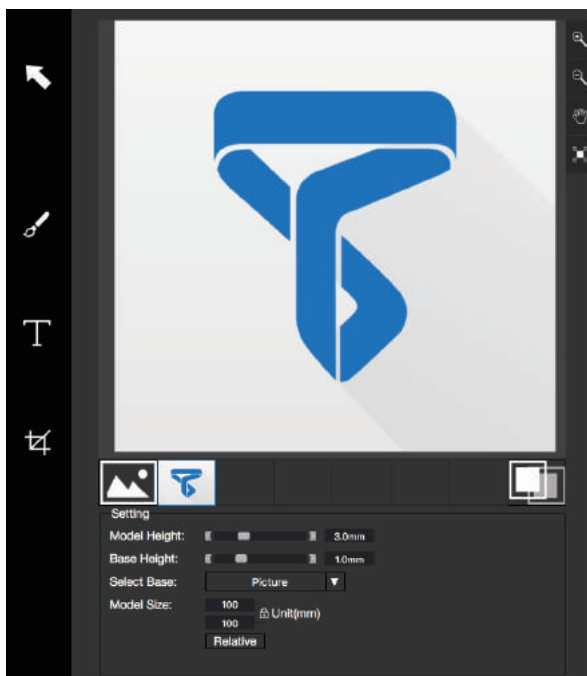 T
Setting
Model Height: 3.0mm
Base Height: 1.0mm
Select Base: Picture
Model Size: 100
100
Unit(mm)
Relative